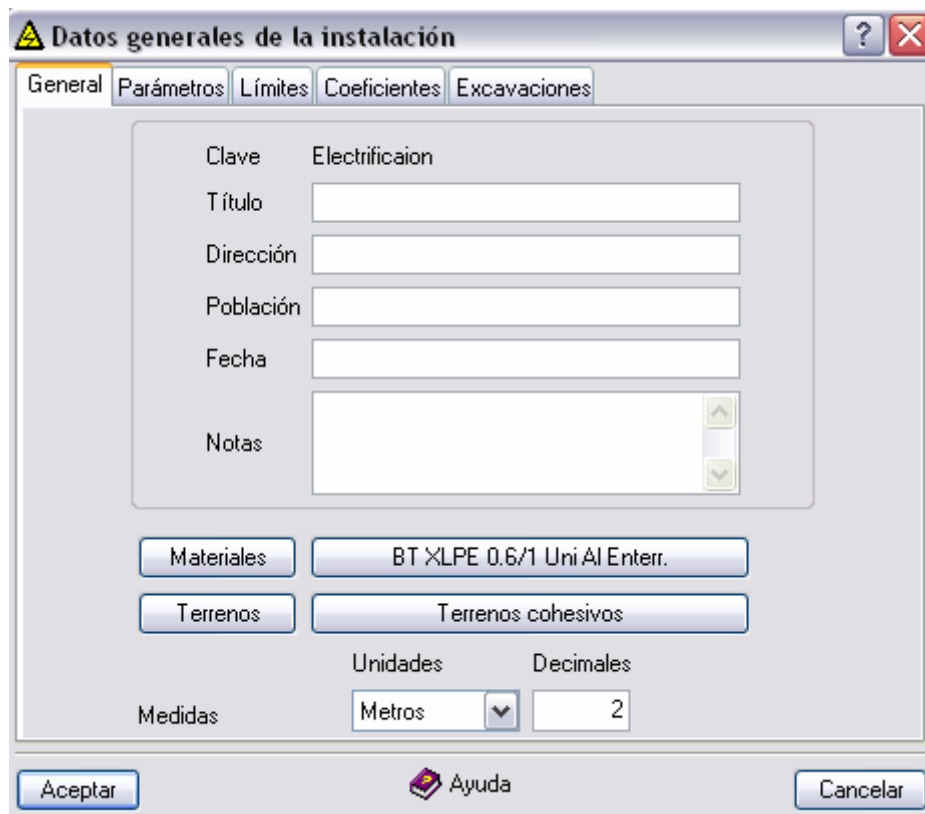 Datos generales de la instalación
General Parámetros Límites Coeficientes Excavaciones
Clave Electrificaion
Título
Dirección
Población
Fecha
Notas
Materiales BT XLPE 0.6/1 Uni Al Enterr.
Terrenos Terrenos cohesivos
Unidades Decimales
Medidas Metros 2
Aceptar Ayuda Cancelar